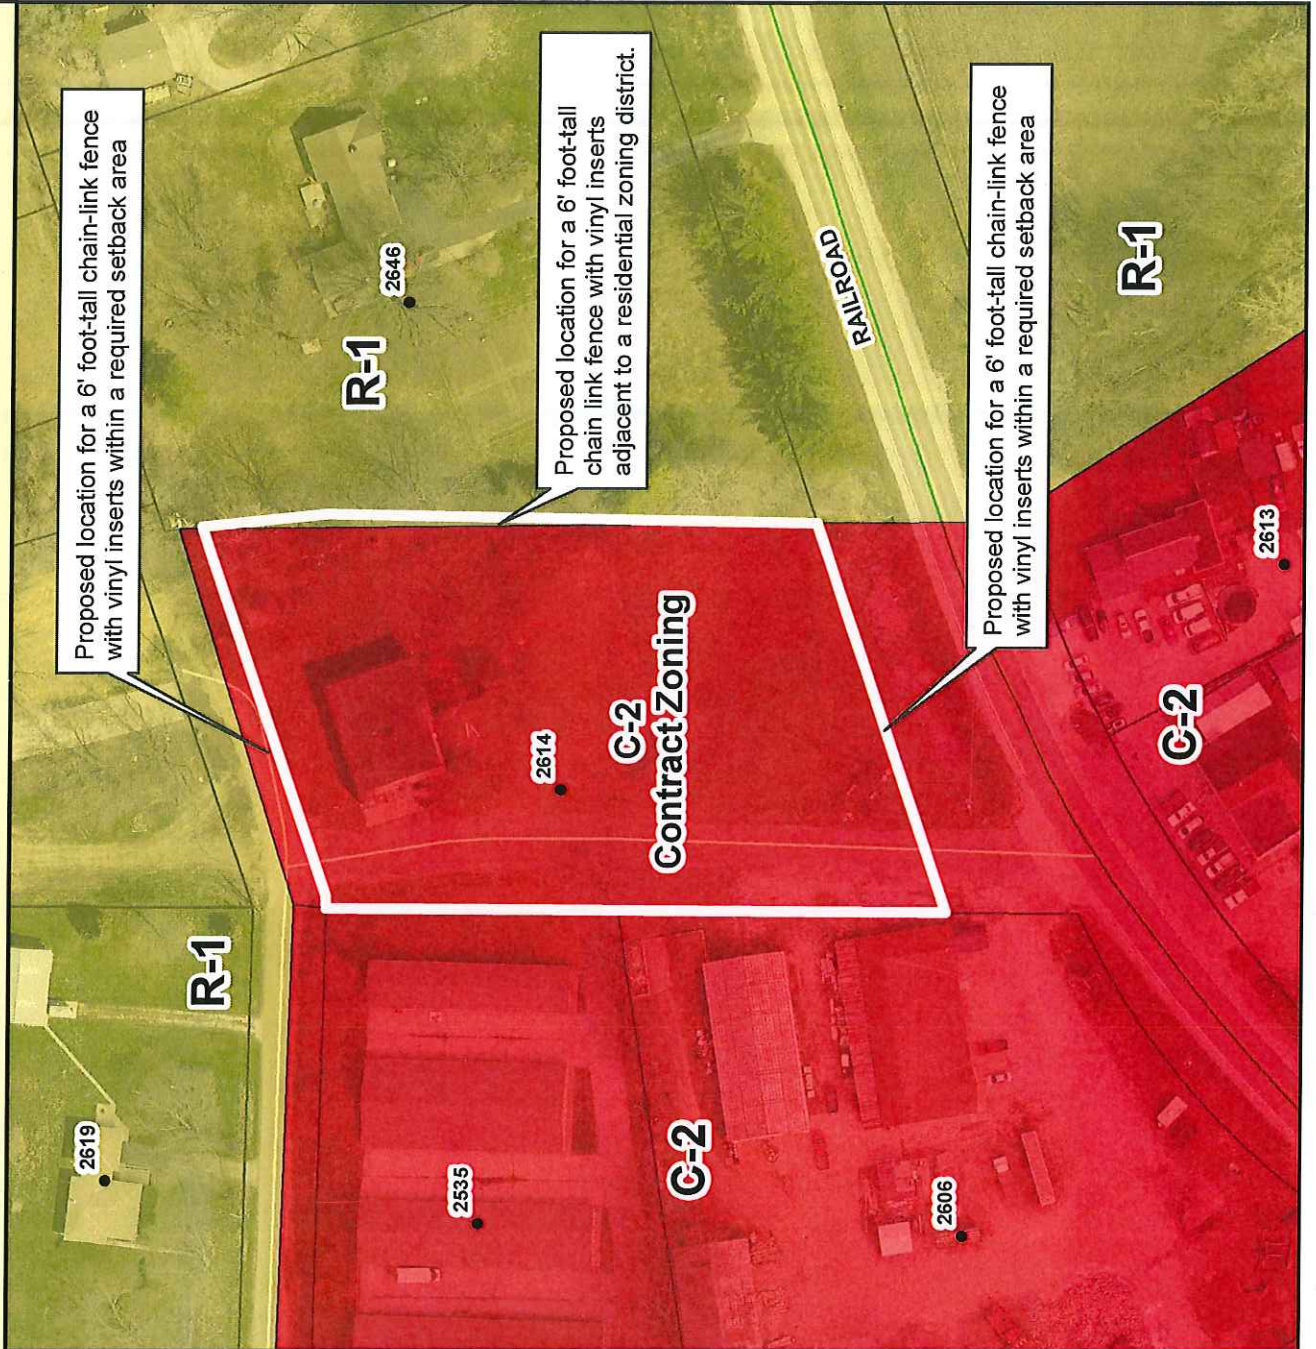 Proposed location for a 6' foot-tall chain-link fence
with vinyl inserts within a required setback area
Proposed location for a 6' foot-tall
chain link fence with vinyl inserts
adjacent to a residential zoning district.
Proposed location for a 6' foot-tall chain-link fence
with vinyl inserts within a required setback area
2646
R-1
RAILROAD
R-1
2614
C-2
Contract Zoning
2613
C-2
R-1
2619
2535
C-2
2606